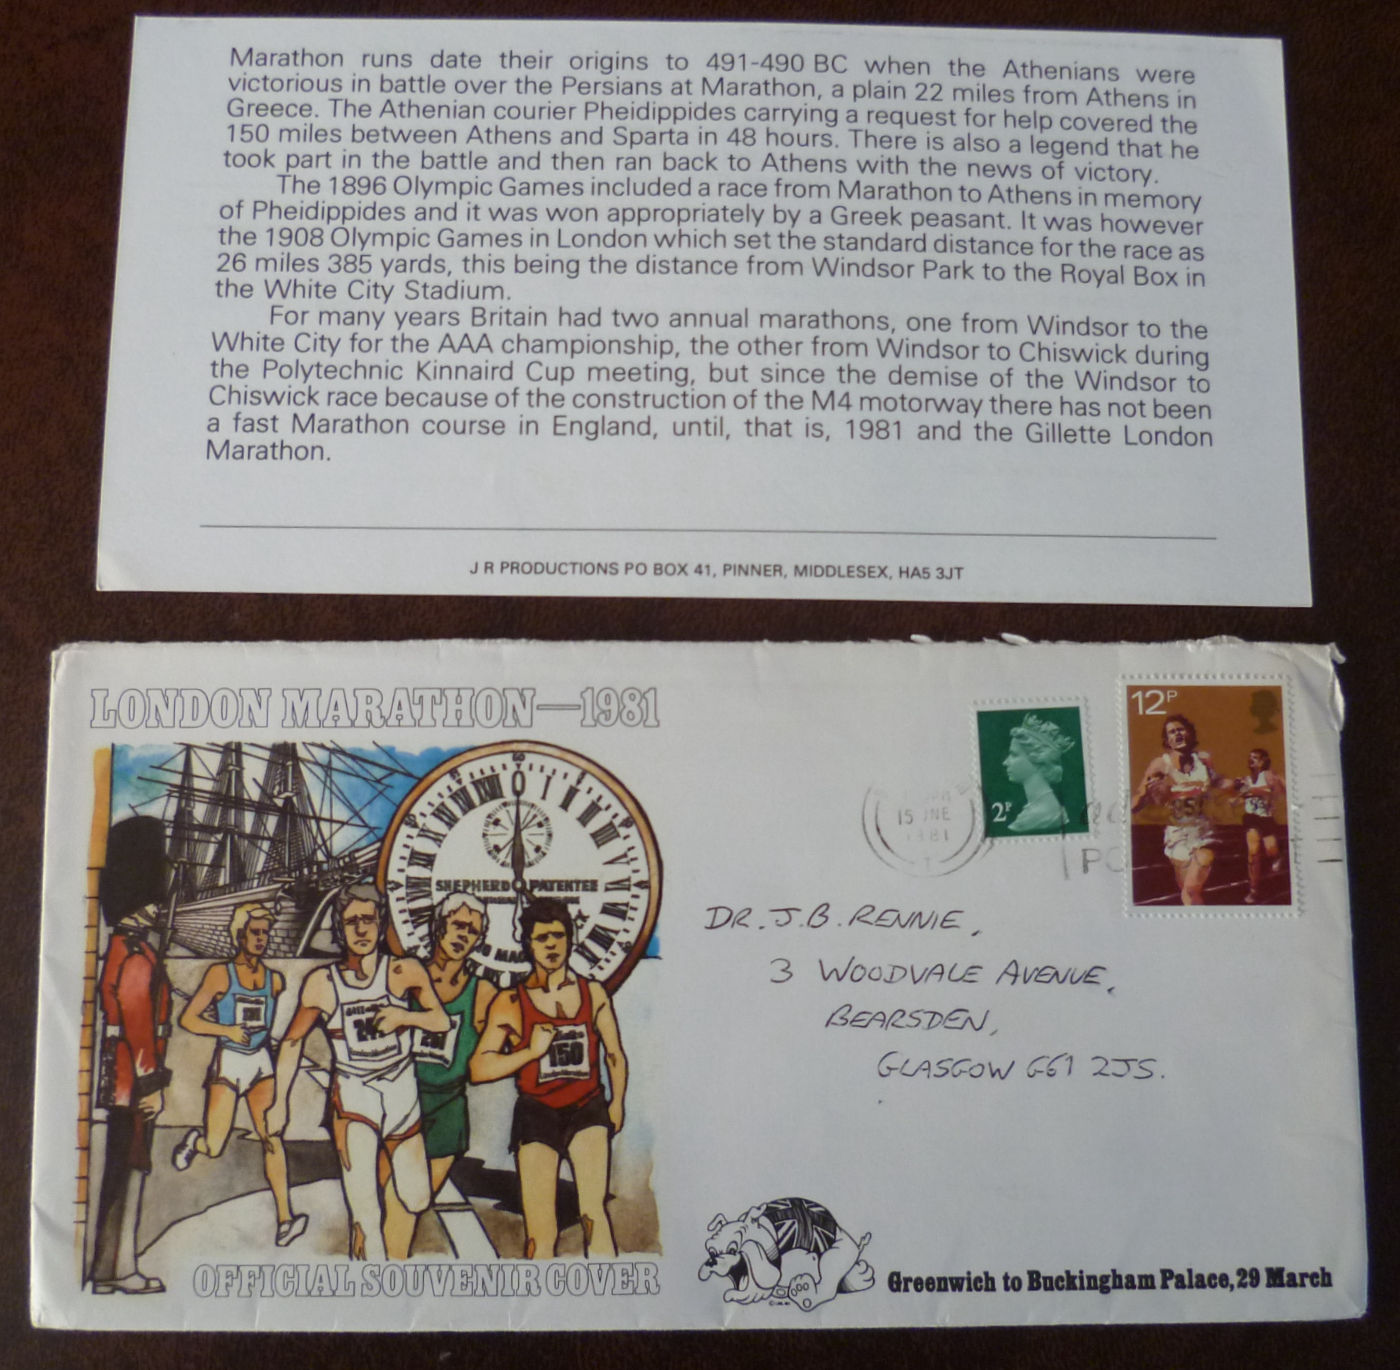 Marathon runs date their origins to 491-490 BC when the Athenians were
victorious in battle over the Persians at Marathon, a plain 22 miles from Athens in
Greece. The Athenian courier Pheidippides carrying a request for help covered the
150 miles between Athens and Sparta in 48 hours. There is also a legend that he
took part in the battle and then ran back to Athens with the news of victory.
The 1896 Olympic Games included a race from Marathon to Athens in memory
of Pheidippides and it was won appropriately by a Greek peasant. It was however
the 1908 Olympic Games in London which set the standard distance for the race as
26 miles 385 yards, this being the distance from Windsor Park to the Royal Box in
the White City Stadium.
For many years Britain had two annual marathons, one from Windsor to the
White City for the AAA championship, the other from Windsor to Chiswick during
the Polytechnic Kinnaird Cup meeting, but since the demise of the Windsor to
Chiswick race because of the construction of the M4 motorway there has not been
a fast Marathon course in England, until, that is, 1981 and the Gillette London
Marathon.
J R PRODUCTIONS PO BOX 41, PINNER, MIDDLESEX, HA5 3JT
LONDON MARATHON—1981
SHEPHERD PATENTEE
150
OFFICIAL SOUVENIR COVER
15 JNE
1981
2P
12P
DR. J.B. RENNIE,
3 WOODVALE AVENUE,
BEARSDEN,
GLASGOW G61 2JS.
Greenwich to Buckingham Palace, 29 March